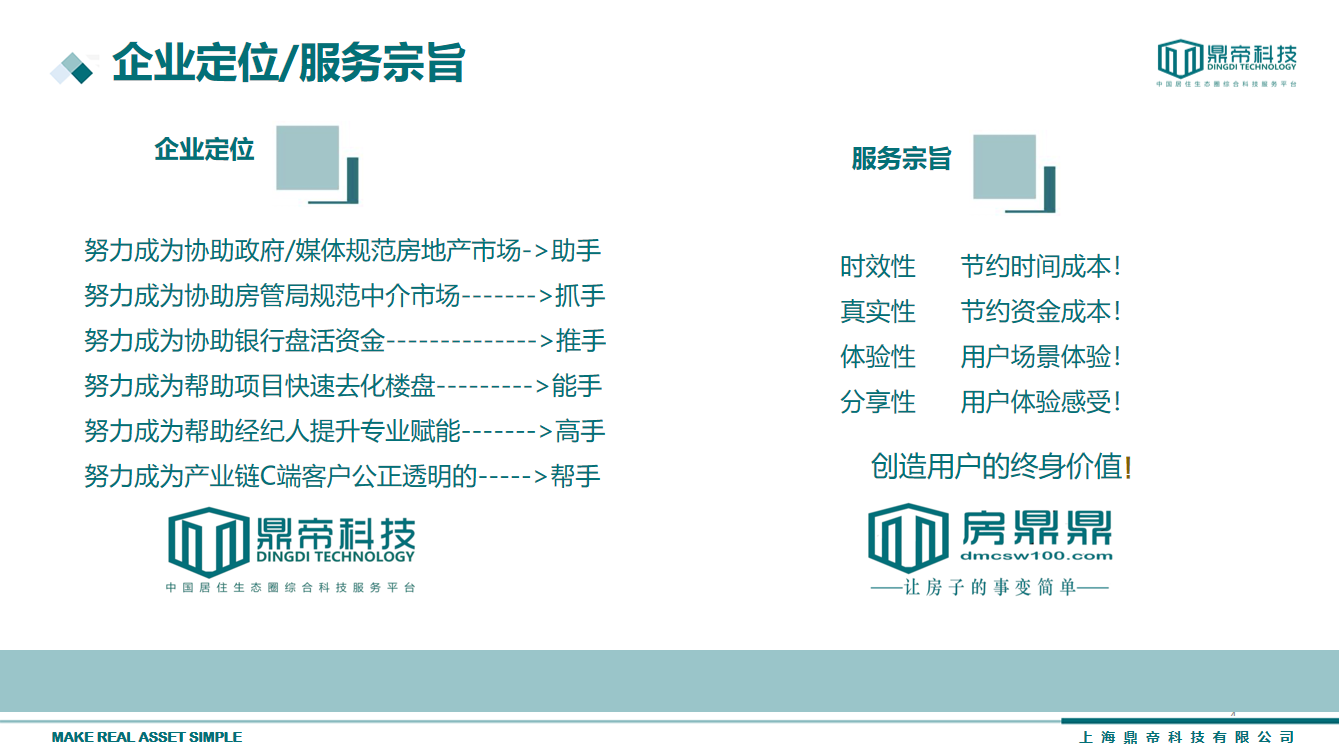 企业定位/服务宗旨
鼎帝科技
DINGDI TECHNOLOGY
中国居住生态圈综合科技服务平台
企业定位
努力成为协助政府/媒体规范房地产市场->助手
努力成为协助房管局规范中介市场------->抓手
努力成为协助银行盘活资金-------------->推手
努力成为帮助项目快速去化楼盘--------->能手
努力成为帮助经纪人提升专业赋能------->高手
努力成为产业链C端客户公正透明的----->帮手
鼎帝科技
DINGDI TECHNOLOGY
中国居住生态圈综合科技服务平台
服务宗旨
时效性 节约时间成本！
真实性 节约资金成本！
体验性 用户场景体验！
分享性 用户体验感受！
创造用户的终身价值！
房鼎鼎
dmcsw100.com
——让房子的事变简单——
4
MAKE REAL ASSET SIMPLE
上海鼎帝科技有限公司